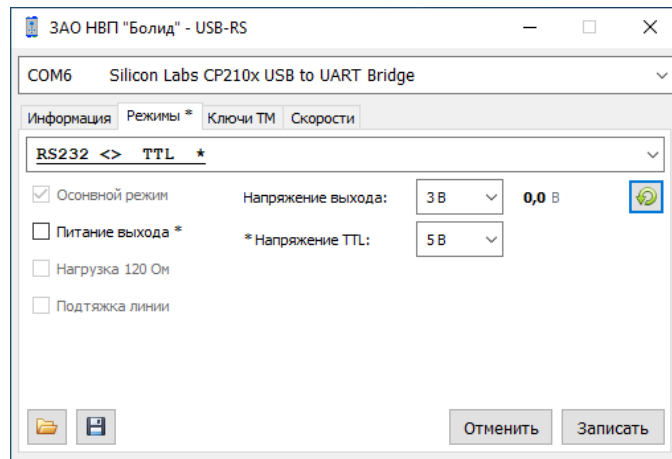 ЗАО НВП "Болид" - USB-RS
COM6 Silicon Labs CP210x USB to UART Bridge
Информация Режимы * Ключи ТМ Скорости
RS232 <> TTL *
Осонвной режим Напряжение выхода: 3 В 0,0 В
Питание выхода * * Напряжение TTL: 5 В
Нагрузка 120 Ом
Подтяжка линии
Отменить Записать